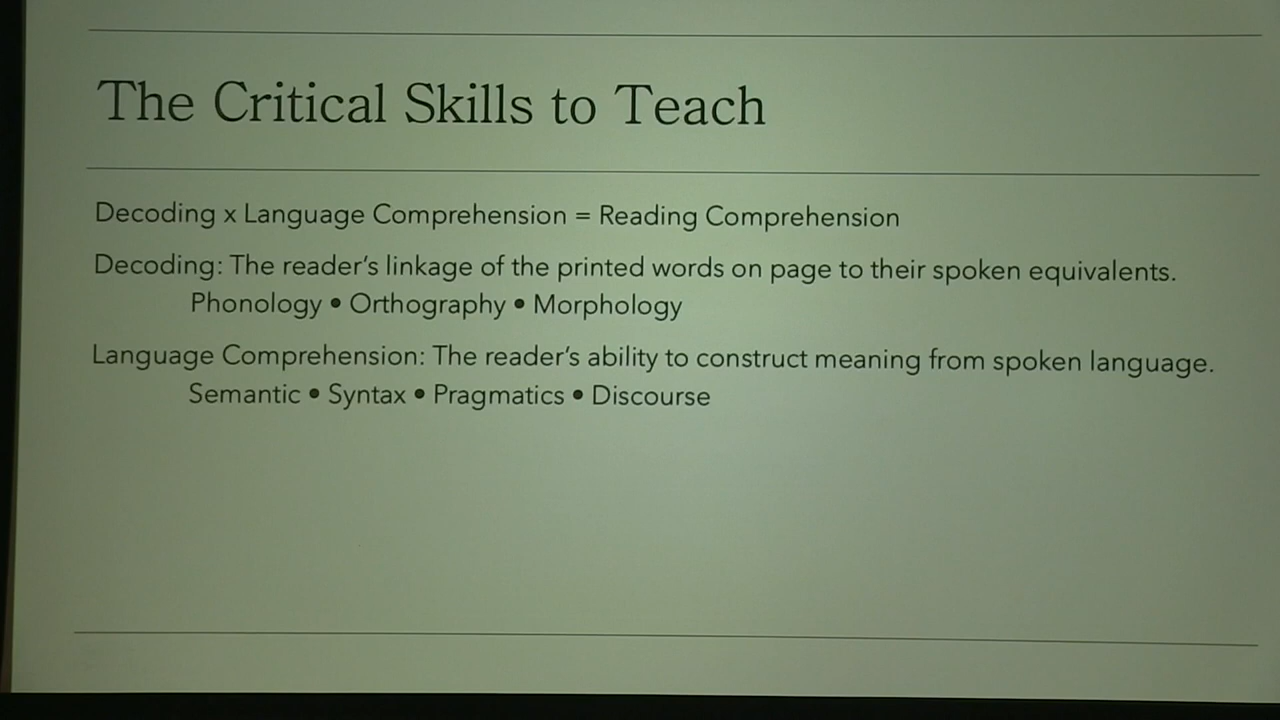 The Critical Skills to Teach
Decoding x Language Comprehension = Reading Comprehension
Decoding: The reader’s linkage of the printed words on page to their spoken equivalents.
Phonology • Orthography • Morphology
Language Comprehension: The reader’s ability to construct meaning from spoken language.
Semantic • Syntax • Pragmatics • Discourse